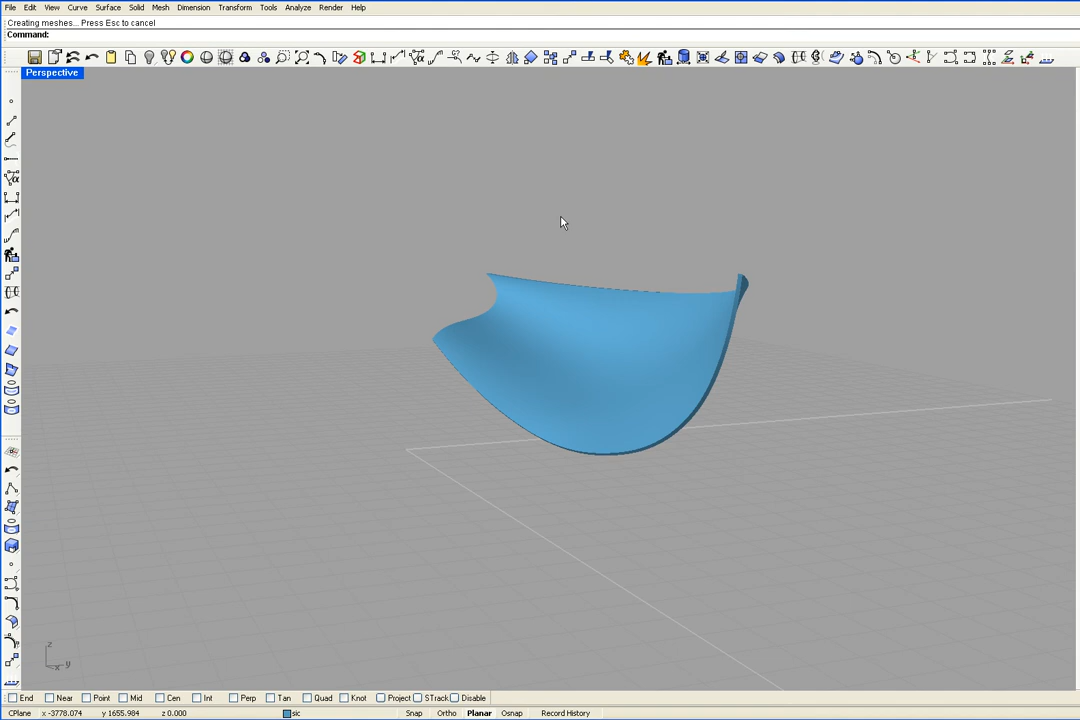 File Edit View Curve Surface Solid Mesh Dimension Transform Tools Analyze Render Help
Creating meshes... Press Esc to cancel
Command:
Perspective
z
x y
End Near Point Mid Cen Int Perp Tan Quad Knot Project STrack Disable
CPlane x -3778.074 y 1655.984 z 0.000 sic Snap Ortho Planar Osnap Record History